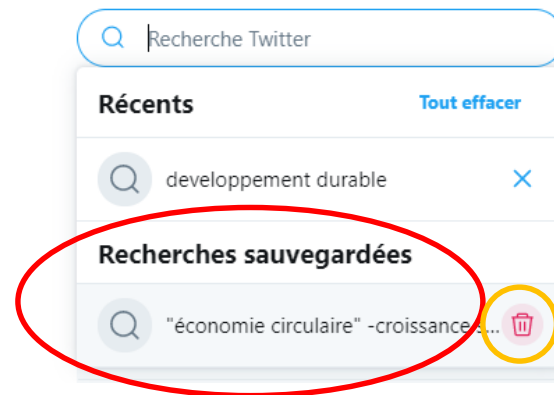 Recherche Twitter
Récents Tout effacer
developpement durable
Recherches sauvegardées
"économie circulaire" -croissance s...